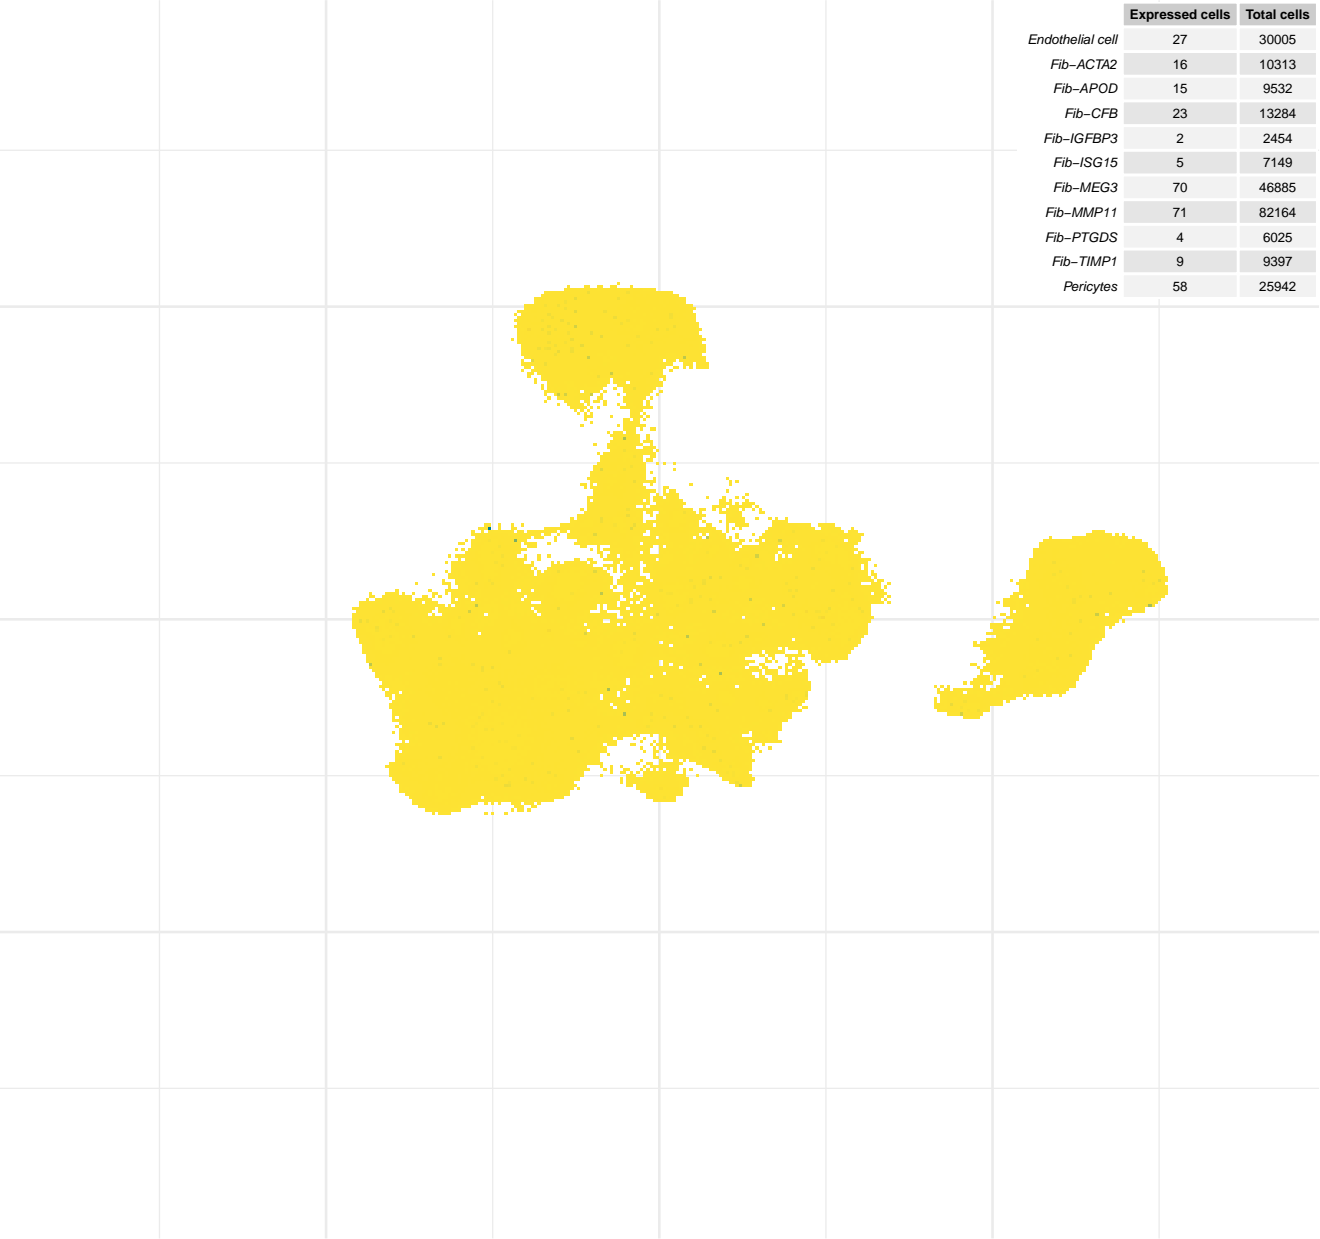 Expressed cells Total cells
Endothelial cell 27 30005
Fib−ACTA2 16 10313
Fib−APOD 15 9532
Fib−CFB 23 13284
Fib−IGFBP3 2 2454
Fib−ISG15 5 7149
Fib−MEG3 70 46885
Fib−MMP11 71 82164
Fib−PTGDS 4 6025
Fib−TIMP1 9 9397
Pericytes 58 25942